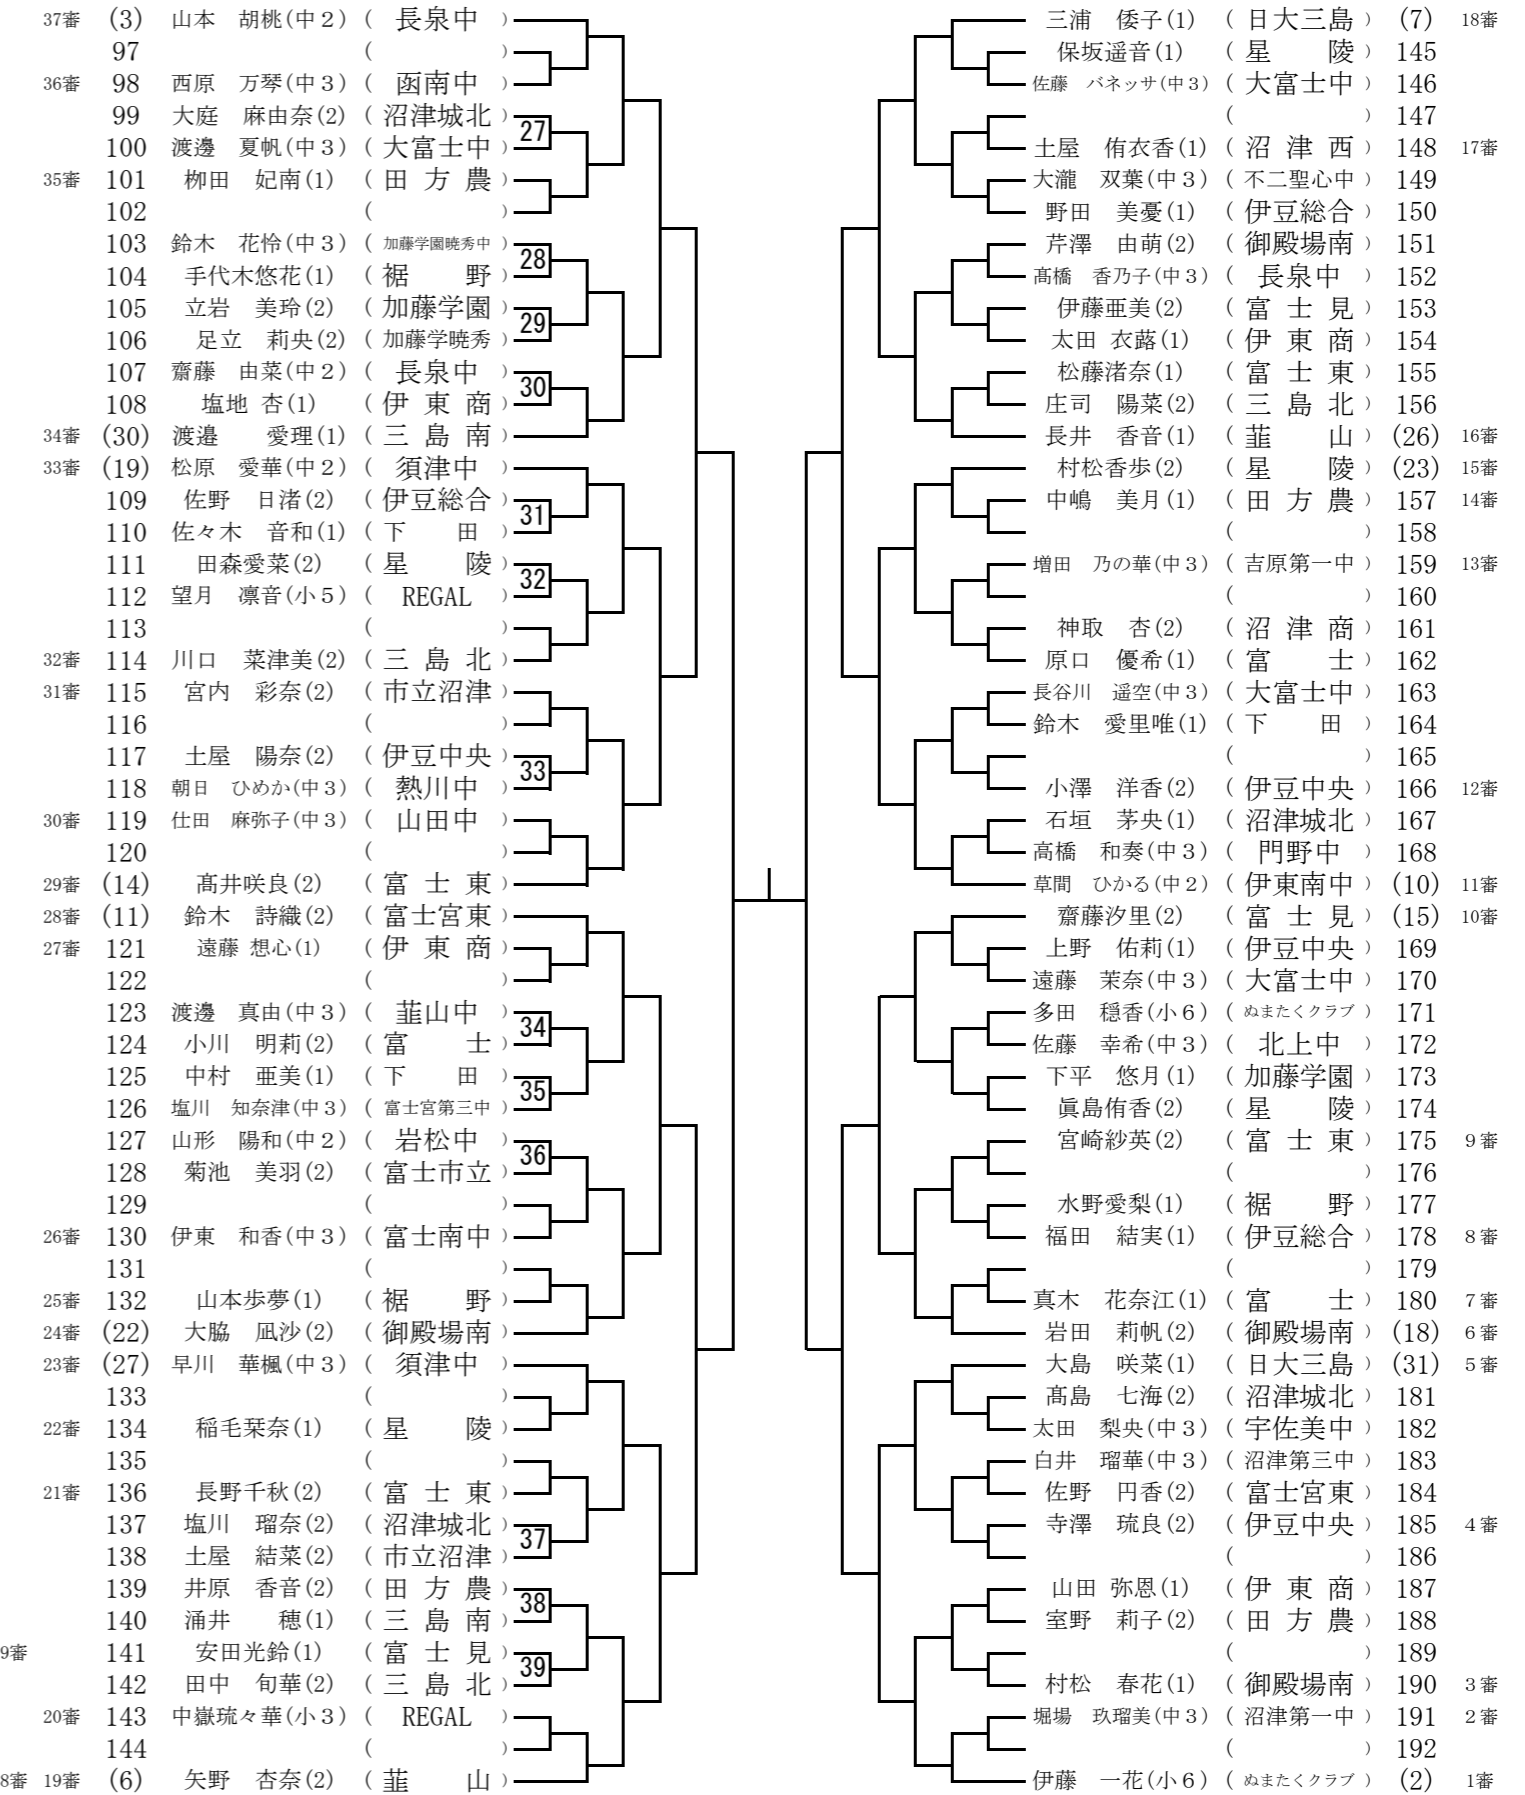 37審 (3) 山本　胡桃(中２) ( 長泉中 )
97 ( )
36審 98 西原　万琴(中３) ( 函南中 )
99 大庭　麻由奈(2) ( 沼津城北 )
27
100 渡邊　夏帆(中３) ( 大富士中 )
35審 101 栁田　妃南(1) ( 田 方 農 )
102 ( )
103 鈴木　花怜(中３) ( 加藤学園暁秀中 )
28
104 手代木悠花(1) ( 裾　　野 )
105 立岩　美玲(2) ( 加藤学園 )
29
106 足立　莉央(2) ( 加藤学暁秀 )
107 齋藤　由菜(中２) ( 長泉中 )
30
108 塩地 杏(1) ( 伊 東 商 )
34審 (30) 渡邉　　愛理(1) ( 三 島 南 )
33審 (19) 松原　愛華(中２) ( 須津中 )
109 佐野　日渚(2) ( 伊豆総合 )
31
110 佐々木　音和(1) ( 下　　田 )
111 田森愛菜(2) ( 星　　陵 )
32
112 望月　凛音(小５) ( REGAL )
113 ( )
32審 114 川口　菜津美(2) ( 三 島 北 )
31審 115 宮内　彩奈(2) ( 市立沼津 )
116 ( )
117 土屋　陽奈(2) ( 伊豆中央 )
33
118 朝日　ひめか(中３) ( 熱川中 )
30審 119 仕田　麻弥子(中３) ( 山田中 )
120 ( )
29審 (14) 髙井咲良(2) ( 富 士 東 )
28審 (11) 鈴木　詩織(2) ( 富士宮東 )
27審 121 遠藤 想心(1) ( 伊 東 商 )
122 ( )
123 渡邊　真由(中３) ( 韮山中 )
34
124 小川　明莉(2) ( 富　　士 )
125 中村　亜美(1) ( 下　　田 )
35
126 塩川　知奈津(中３) ( 富士宮第三中 )
127 山形　陽和(中２) ( 岩松中 )
36
128 菊池　美羽(2) ( 富士市立 )
129 ( )
26審 130 伊東　和香(中３) ( 富士南中 )
131 ( )
25審 132 山本歩夢(1) ( 裾　　野 )
24審 (22) 大脇　凪沙(2) ( 御殿場南 )
23審 (27) 早川　華楓(中３) ( 須津中 )
133 ( )
22審 134 稲毛栞奈(1) ( 星　　陵 )
135 ( )
21審 136 長野千秋(2) ( 富 士 東 )
137 塩川　瑠奈(2) ( 沼津城北 )
37
138 土屋　結菜(2) ( 市立沼津 )
139 井原　香音(2) ( 田 方 農 )
38
140 涌井　　穂(1) ( 三 島 南 )
9審 141 安田光鈴(1) ( 富 士 見 )
39
142 田中　旬華(2) ( 三 島 北 )
20審 143 中嶽琉々華(小３) ( REGAL )
144 ( )
8審 19審 (6) 矢野　杏奈(2) ( 韮　　山 )
三浦　倭子(1) ( 日大三島 ) (7) 18審
保坂遥音(1) ( 星　　陵 ) 145
佐藤　バネッサ(中３) ( 大富士中 ) 146
( ) 147
土屋　侑衣香(1) ( 沼 津 西 ) 148 17審
大瀧　双葉(中３) ( 不二聖心中 ) 149
野田　美憂(1) ( 伊豆総合 ) 150
芹澤　由萌(2) ( 御殿場南 ) 151
髙橋　香乃子(中３) ( 長泉中 ) 152
伊藤亜美(2) ( 富 士 見 ) 153
太田 衣蕗(1) ( 伊 東 商 ) 154
松藤渚奈(1) ( 富 士 東 ) 155
庄司　陽菜(2) ( 三 島 北 ) 156
長井　香音(1) ( 韮　　山 ) (26) 16審
村松香歩(2) ( 星　　陵 ) (23) 15審
中嶋　美月(1) ( 田 方 農 ) 157 14審
( ) 158
増田　乃の華(中３) ( 吉原第一中 ) 159 13審
( ) 160
神取　杏(2) ( 沼 津 商 ) 161
原口　優希(1) ( 富　　士 ) 162
長谷川　遥空(中３) ( 大富士中 ) 163
鈴木　愛里唯(1) ( 下　　田 ) 164
( ) 165
小澤　洋香(2) ( 伊豆中央 ) 166 12審
石垣　茅央(1) ( 沼津城北 ) 167
高橋　和奏(中３) ( 門野中 ) 168
草間　ひかる(中２) ( 伊東南中 ) (10) 11審
齋藤汐里(2) ( 富 士 見 ) (15) 10審
上野　佑莉(1) ( 伊豆中央 ) 169
遠藤　茉奈(中３) ( 大富士中 ) 170
多田　穏香(小６) ( ぬまたくクラブ ) 171
佐藤　幸希(中３) ( 北上中 ) 172
下平　悠月(1) ( 加藤学園 ) 173
眞島侑香(2) ( 星　　陵 ) 174
宮崎紗英(2) ( 富 士 東 ) 175 9審
( ) 176
水野愛梨(1) ( 裾　　野 ) 177
福田　結実(1) ( 伊豆総合 ) 178 8審
( ) 179
真木　花奈江(1) ( 富　　士 ) 180 7審
岩田　莉帆(2) ( 御殿場南 ) (18) 6審
大島　咲菜(1) ( 日大三島 ) (31) 5審
髙島　七海(2) ( 沼津城北 ) 181
太田　梨央(中３) ( 宇佐美中 ) 182
白井　瑠華(中３) ( 沼津第三中 ) 183
佐野　円香(2) ( 富士宮東 ) 184
寺澤　琉良(2) ( 伊豆中央 ) 185 4審
( ) 186
山田 弥恩(1) ( 伊 東 商 ) 187
室野　莉子(2) ( 田 方 農 ) 188
( ) 189
村松　春花(1) ( 御殿場南 ) 190 3審
堀場　玖瑠美(中３) ( 沼津第一中 ) 191 2審
( ) 192
伊藤　一花(小６) ( ぬまたくクラブ ) (2) 1審